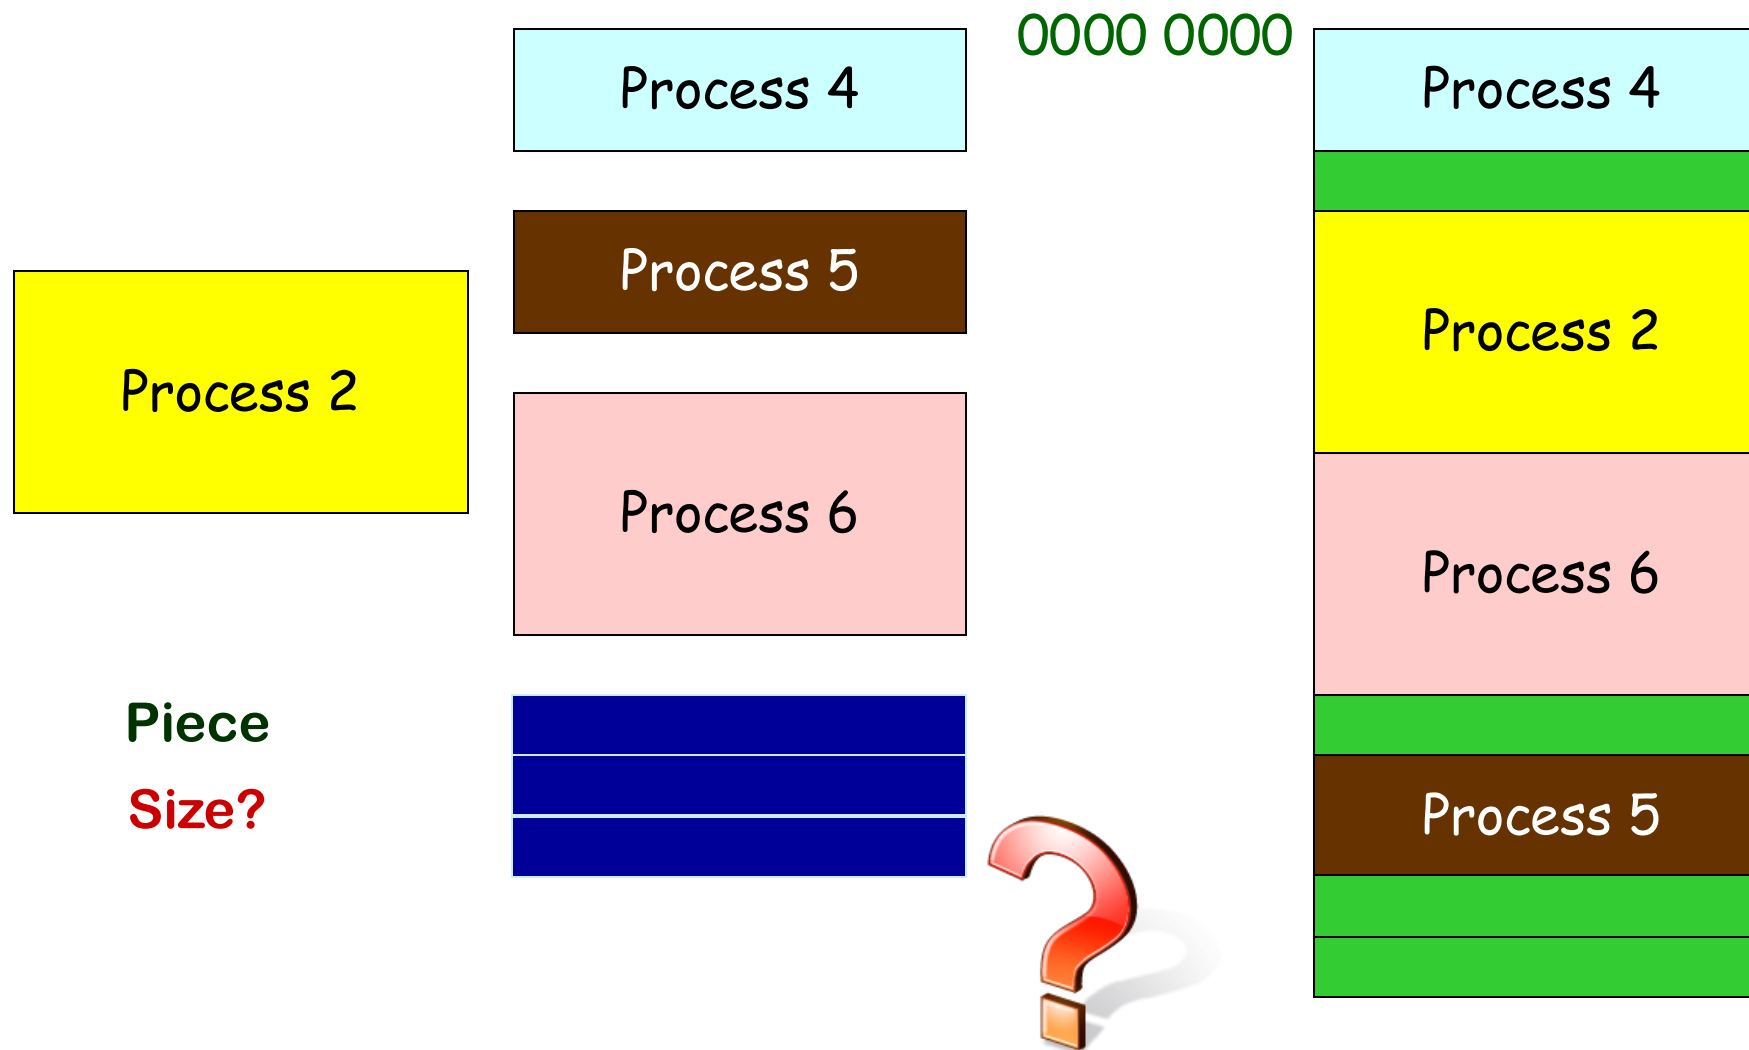 Process 2
Piece
Size?
Process 4
Process 5
Process 6
0000 0000
Process 4
Process 2
Process 6
Process 5